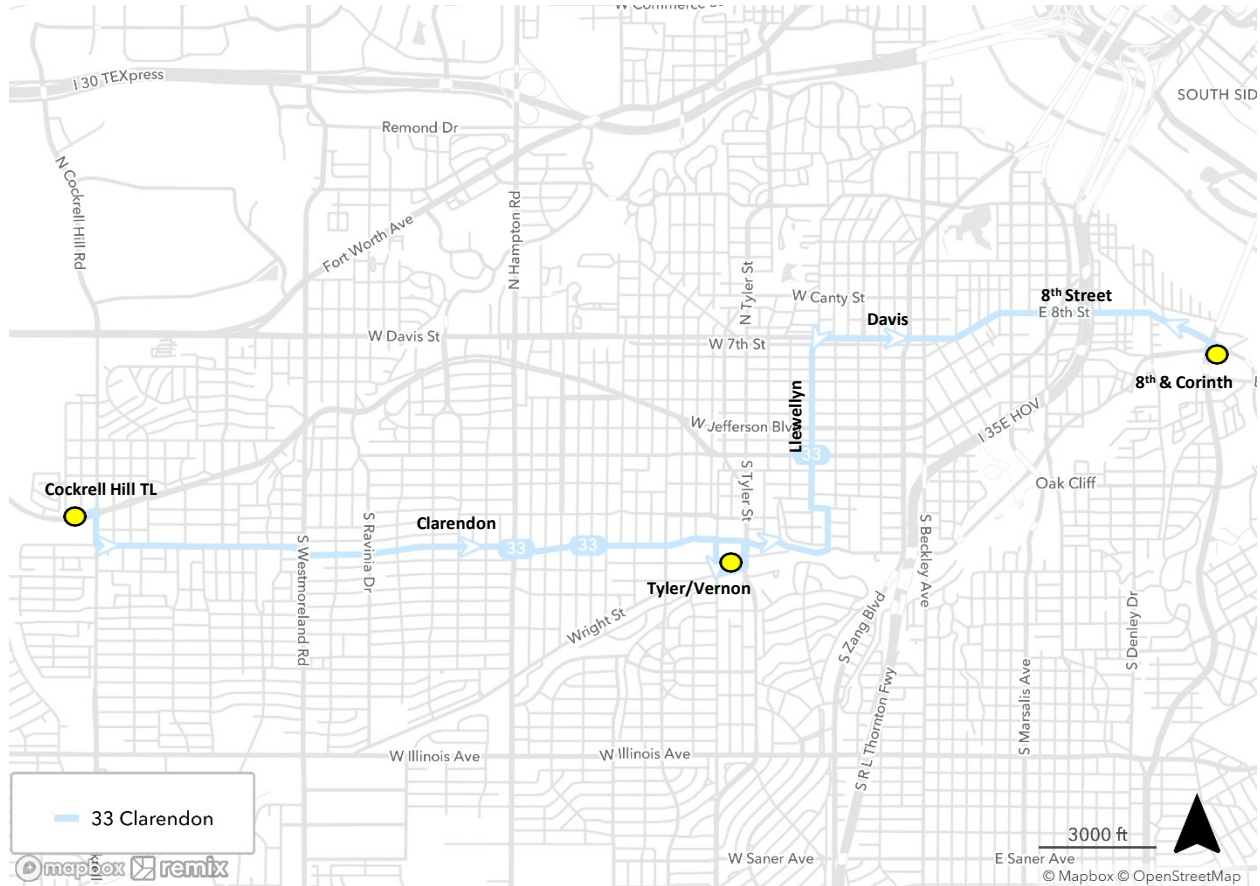 W Commerce St
I 30 TEXpress
SOUTH SID
Remond Dr
N Cockrell Hill Rd
N Hampton Rd
Fort Worth Ave
N Tyler St
W Canty St
8th Street
E 8th St
Davis
W Davis St
W 7th St
8th & Corinth
Llewellyn
W Jefferson Blv
I 35E HOV
33
S Tyler St
Oak Cliff
Cockrell Hill TL
Clarendon
S Westmoreland Rd
S Ravinia Dr
33
33
S Beckley Ave
Tyler/Vernon
Wright St
S Zang Blvd
S Denley Dr
S Marsalis Ave
S R L Thornton Fwy
W Illinois Ave
W Illinois Ave
33 Clarendon
3000 ft
krell
W Saner Ave
E Saner Ave
mapbox remix
© Mapbox © OpenStreetMap